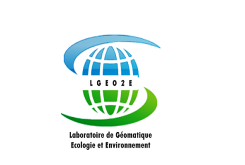 LGEO2E
Laboratoire de Géomatique
Ecologie et Environnement